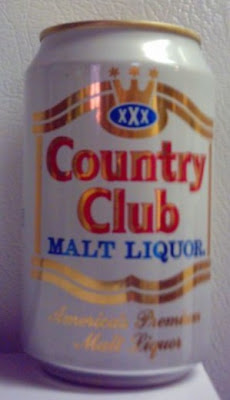 XXX
Country
Club
MALT LIQUOR.
America's Premium
Malt Liquor